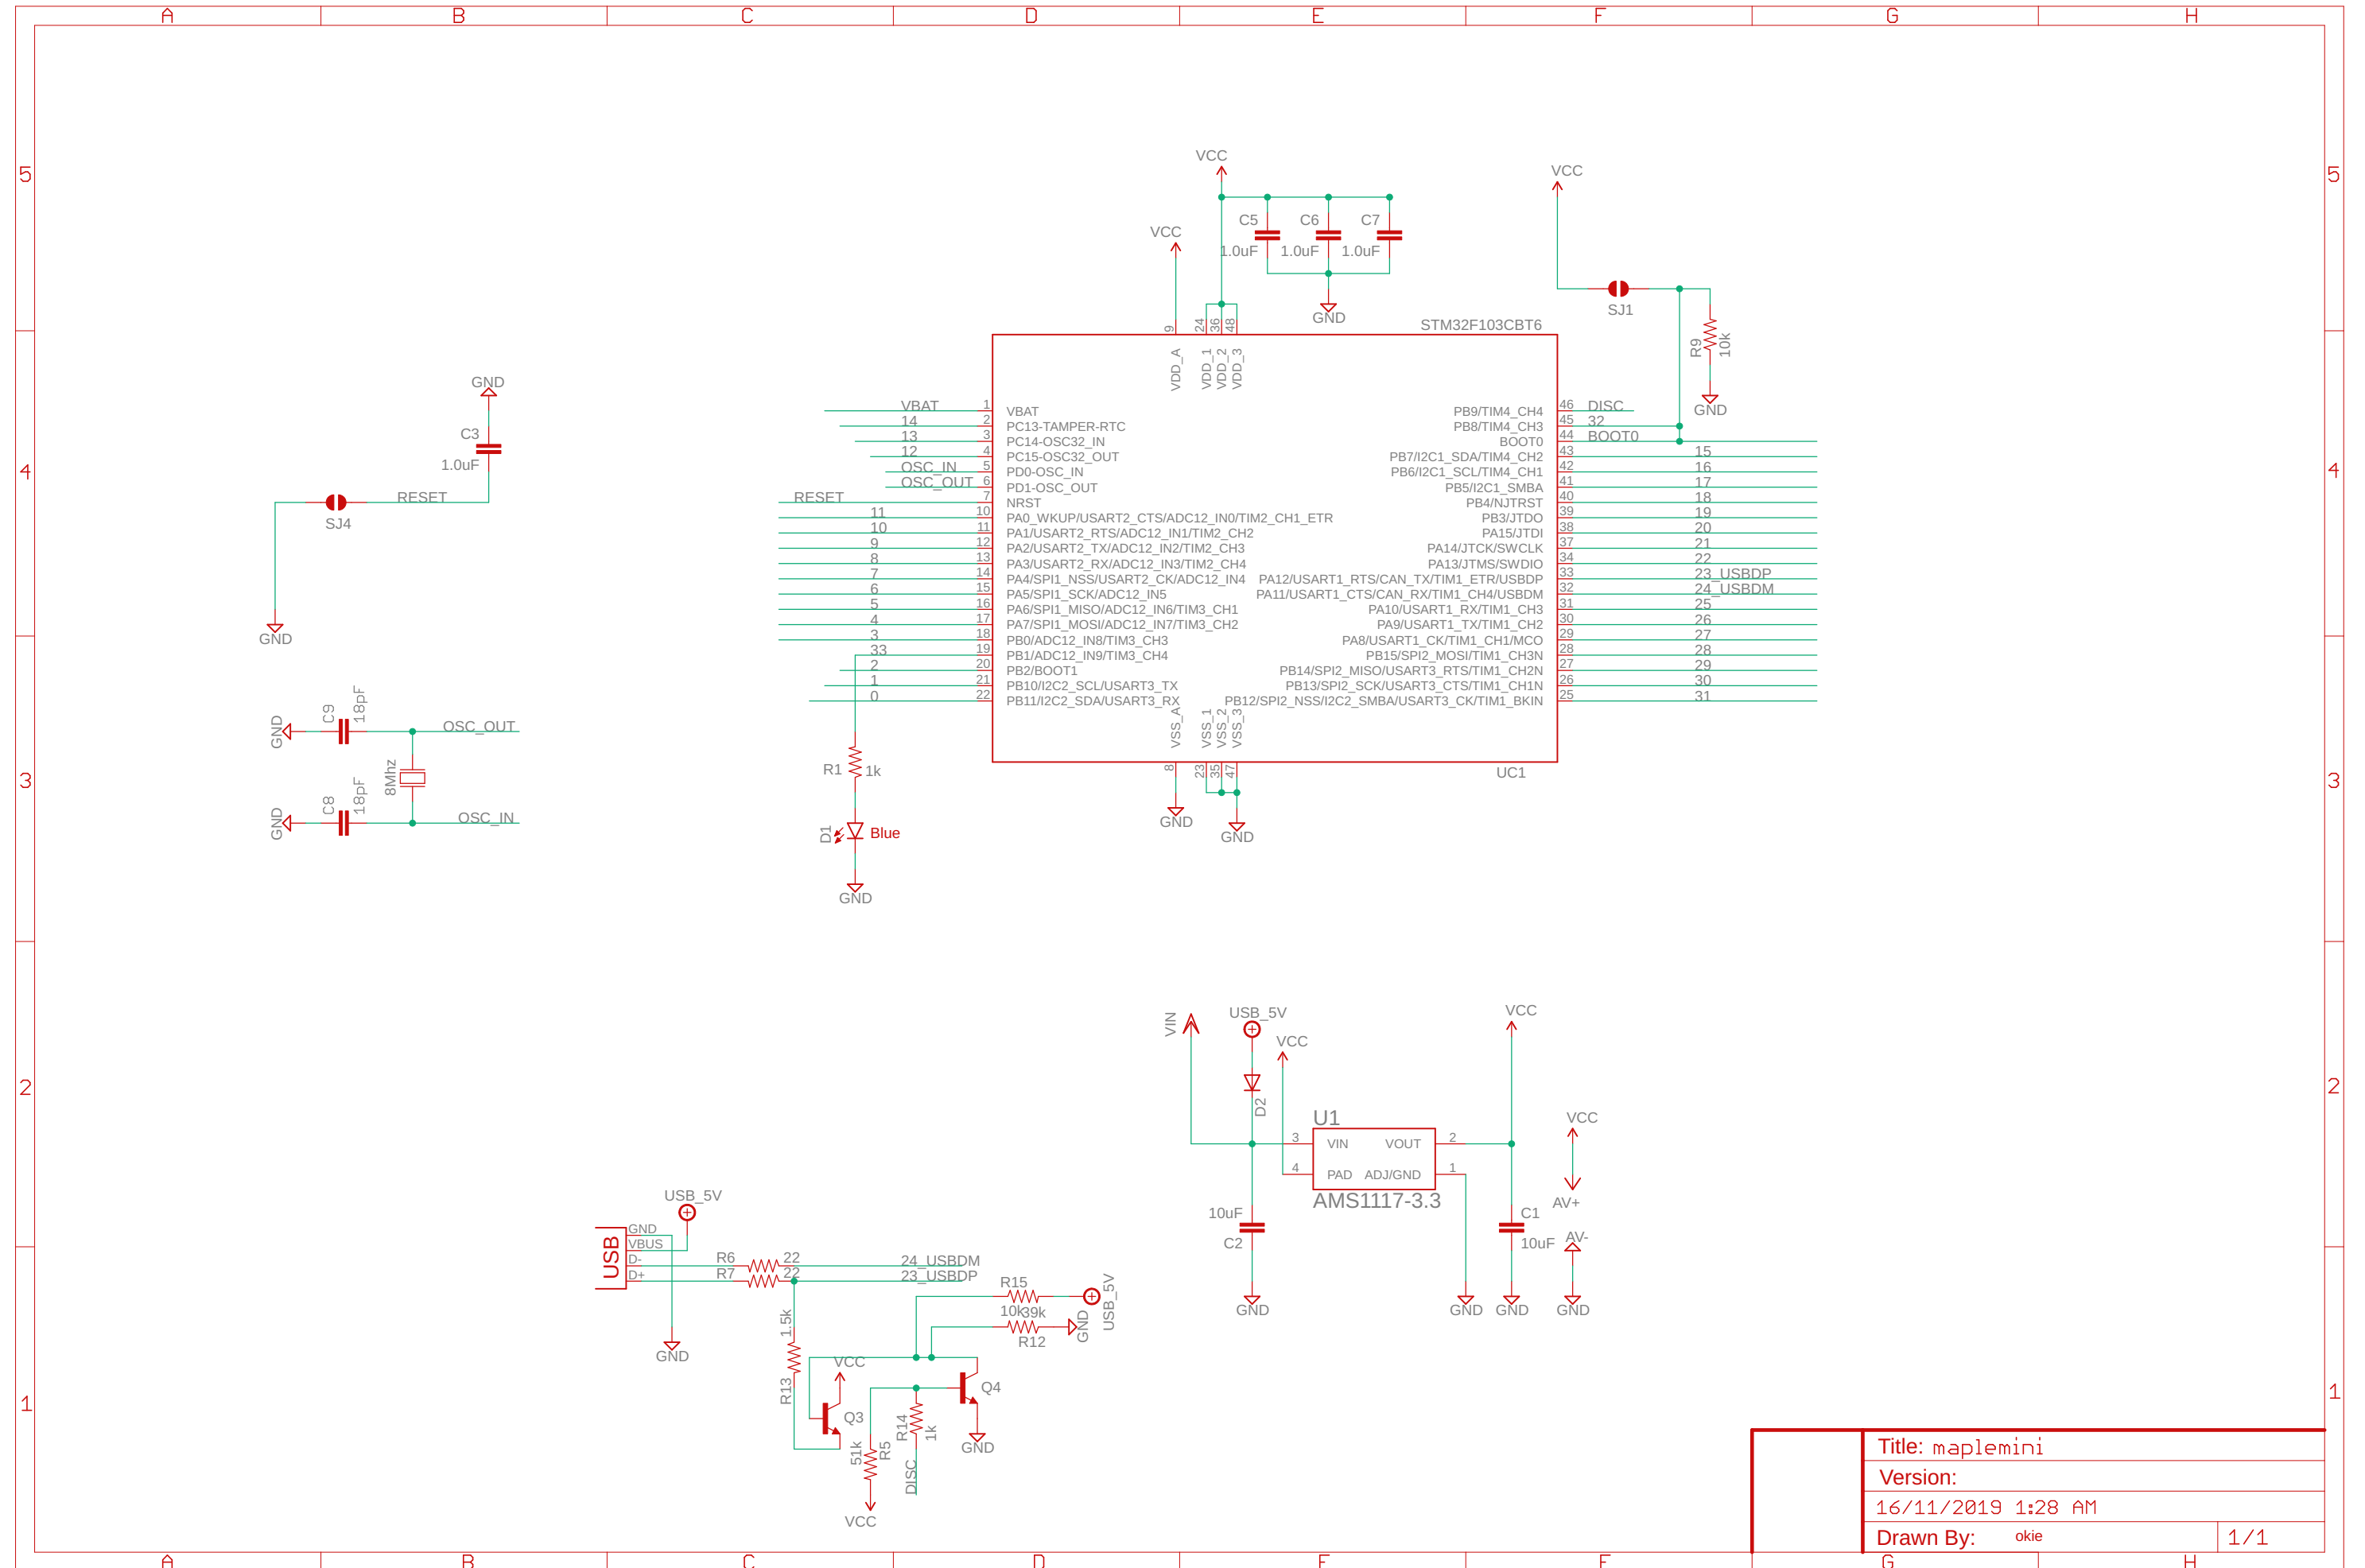 A B C D E F G H
5 5
VCC
VCC
C5 C6 C7
1.0uF 1.0uF 1.0uF
VCC
GND
SJ1
R9 10k
GND
STM32F103CBT6
9 24 36 48
VDD_A VDD_1 VDD_2 VDD_3
VBAT 1 VBAT
14 2 PC13-TAMPER-RTC
13 3 PC14-OSC32_IN
12 4 PC15-OSC32_OUT
OSC_IN 5 PD0-OSC_IN
OSC_OUT 6 PD1-OSC_OUT
RESET 7 NRST
11 10 PA0_WKUP/USART2_CTS/ADC12_IN0/TIM2_CH1_ETR
10 11 PA1/USART2_RTS/ADC12_IN1/TIM2_CH2
9 12 PA2/USART2_TX/ADC12_IN2/TIM2_CH3
8 13 PA3/USART2_RX/ADC12_IN3/TIM2_CH4
7 14 PA4/SPI1_NSS/USART2_CK/ADC12_IN4
6 15 PA5/SPI1_SCK/ADC12_IN5
5 16 PA6/SPI1_MISO/ADC12_IN6/TIM3_CH1
4 17 PA7/SPI1_MOSI/ADC12_IN7/TIM3_CH2
3 18 PB0/ADC12_IN8/TIM3_CH3
33 19 PB1/ADC12_IN9/TIM3_CH4
2 20 PB2/BOOT1
1 21 PB10/I2C2_SCL/USART3_TX
0 22 PB11/I2C2_SDA/USART3_RX
PB9/TIM4_CH4 46 DISC
PB8/TIM4_CH3 45 32
BOOT0 44 BOOT0
PB7/I2C1_SDA/TIM4_CH2 43 15
PB6/I2C1_SCL/TIM4_CH1 42 16
PB5/I2C1_SMBA 41 17
PB4/NJTRST 40 18
PB3/JTDO 39 19
PA15/JTDI 38 20
PA14/JTCK/SWCLK 37 21
PA13/JTMS/SWDIO 34 22
PA12/USART1_RTS/CAN_TX/TIM1_ETR/USBDP 33 23_USBDP
PA11/USART1_CTS/CAN_RX/TIM1_CH4/USBDM 32 24_USBDM
PA10/USART1_RX/TIM1_CH3 31 25
PA9/USART1_TX/TIM1_CH2 30 26
PA8/USART1_CK/TIM1_CH1/MCO 29 27
PB15/SPI2_MOSI/TIM1_CH3N 28 28
PB14/SPI2_MISO/USART3_RTS/TIM1_CH2N 27 29
PB13/SPI2_SCK/USART3_CTS/TIM1_CH1N 26 30
PB12/SPI2_NSS/I2C2_SMBA/USART3_CK/TIM1_BKIN 25 31
VSS_A VSS_1 VSS_2 VSS_3
8 23 35 47
UC1
GND
GND
4 4
GND
C3
1.0uF
RESET
SJ4
GND
3 3
GND C9 18pF OSC_OUT
8Mhz
GND C8 18pF OSC_IN
R1 1k
D1 Blue
GND
2 2
VIN
USB_5V
VCC
VCC
D2
U1
3 VIN VOUT 2
4 PAD ADJ/GND 1
AMS1117-3.3
10uF
C2
GND
GND
C1
10uF
GND
VCC
AV+
AV-
GND
1 1
USB_5V
USB
GND
VBUS
D-
D+
GND
R6 22 24_USBDM
R7 22 23_USBDP
R15
10k
USB_5V
39k
R12
GND
1.5k
R13
VCC
Q3
Q4
GND
R14
1k
51k
R5
DISC
VCC
Title: maplemini
Version:
16/11/2019 1:28 AM
Drawn By: okie 1/1
A B C D E F G H